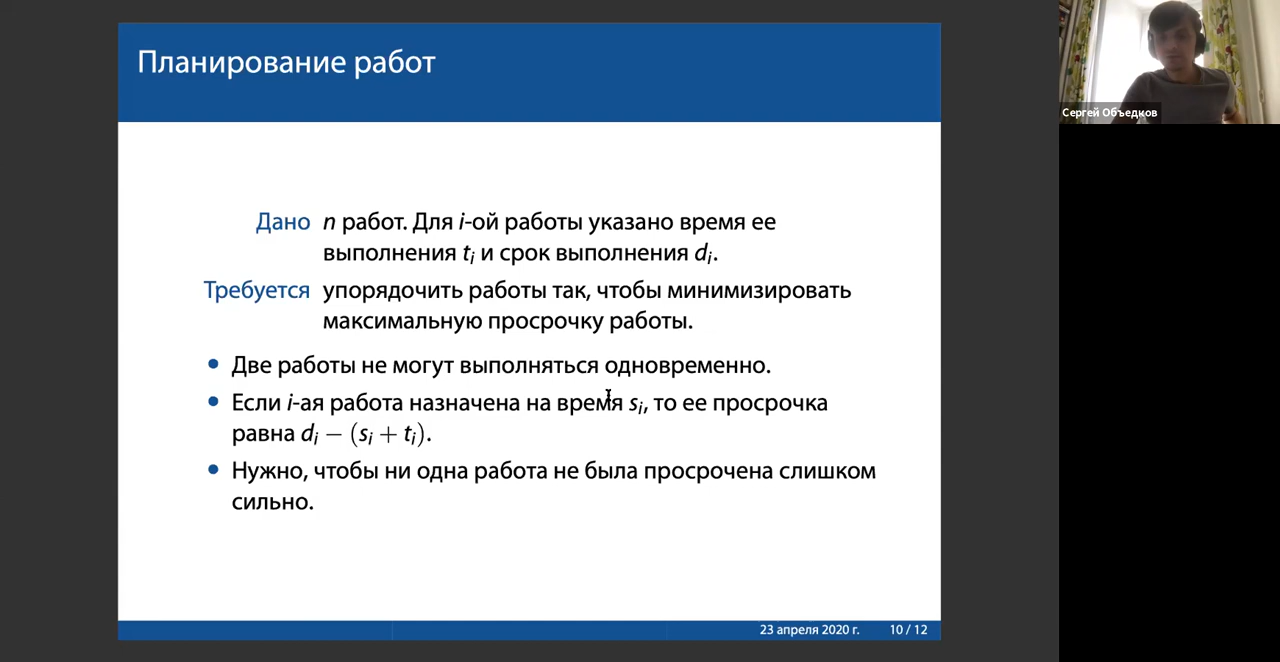 Планирование работ
Сергей Объедков
Дано n работ. Для i-ой работы указано время ее
выполнения tᵢ и срок выполнения dᵢ.
Требуется упорядочить работы так, чтобы минимизировать
максимальную просрочку работы.
• Две работы не могут выполняться одновременно.
• Если i-ая работа назначена на время sᵢ, то ее просрочка
равна dᵢ − (sᵢ + tᵢ).
• Нужно, чтобы ни одна работа не была просрочена слишком
сильно.
23 апреля 2020 г. 10 / 12